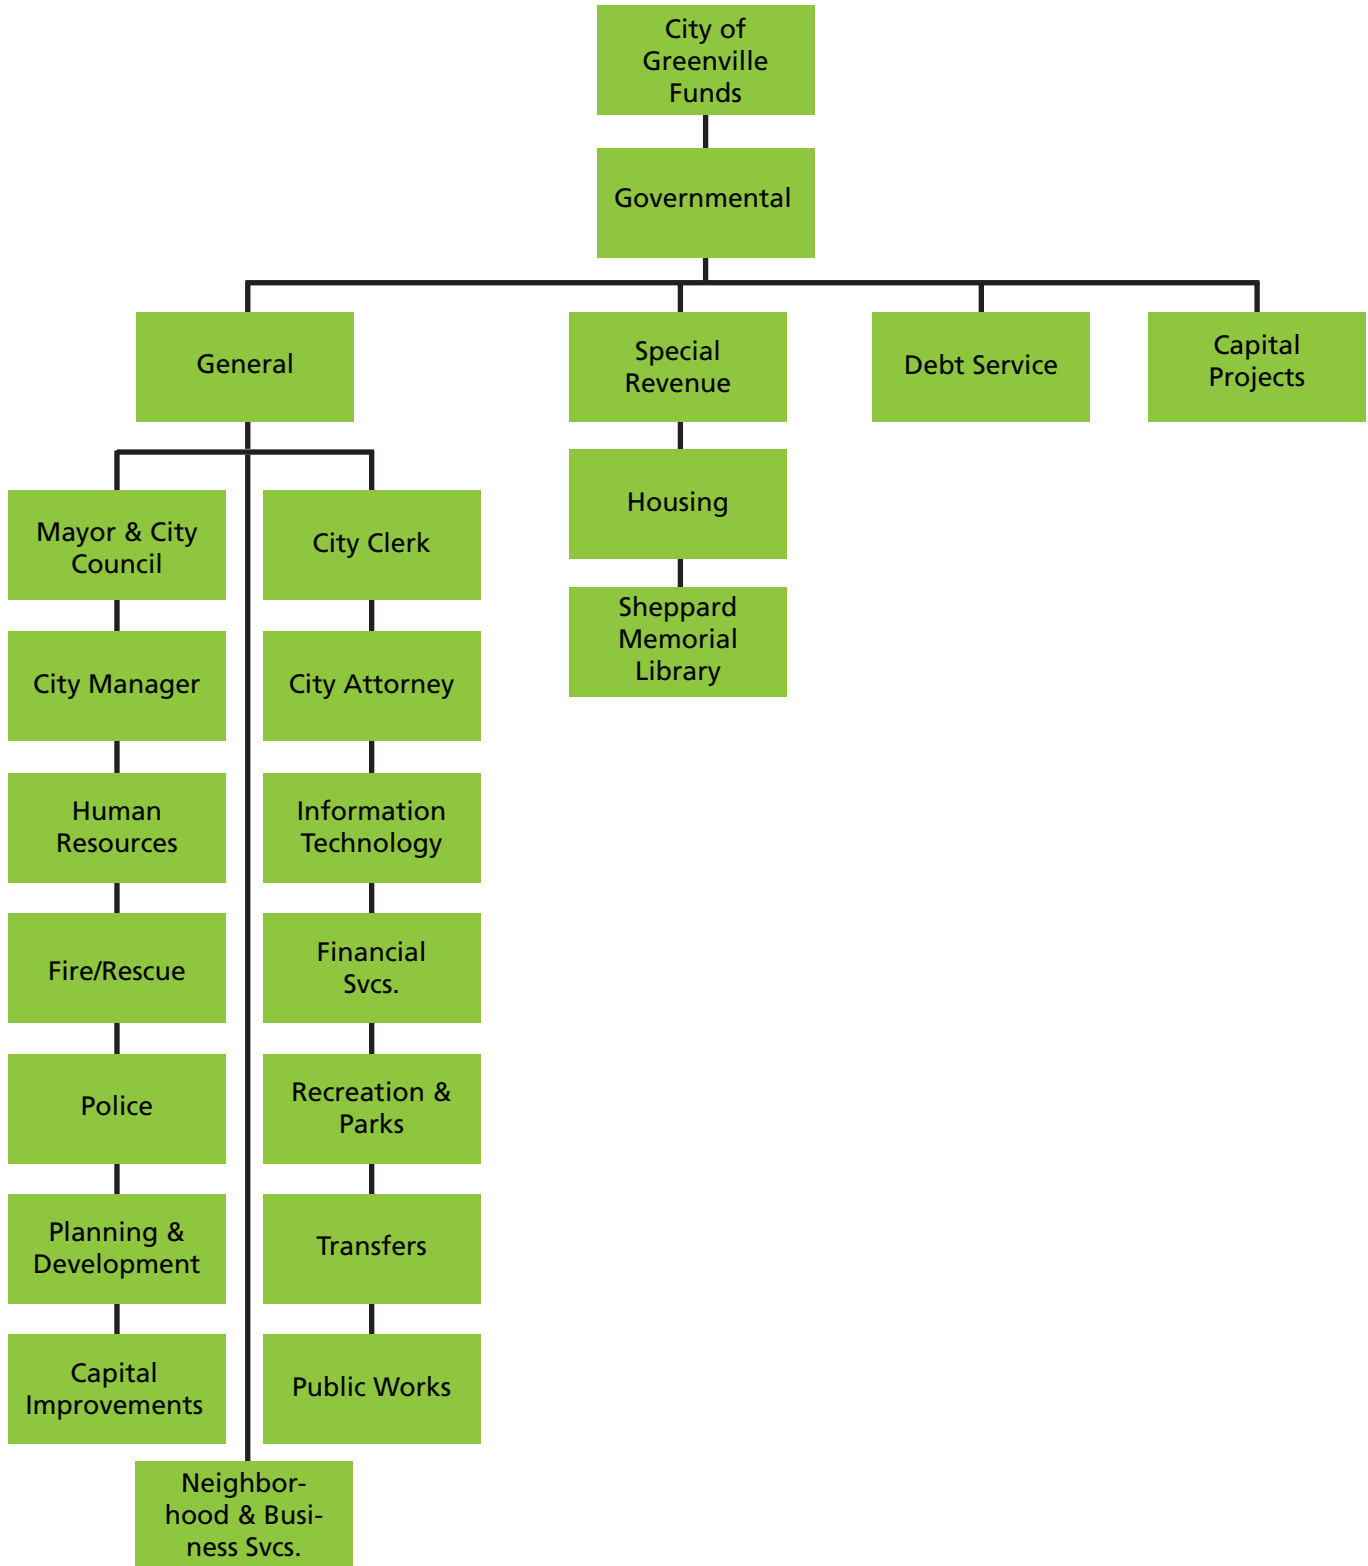 City of
Greenville
Funds
Governmental
General
Special
Revenue
Debt Service
Capital
Projects
Mayor & City
Council
City Clerk
Housing
City Manager
City Attorney
Sheppard
Memorial
Library
Human
Resources
Information
Technology
Fire/Rescue
Financial
Svcs.
Police
Recreation &
Parks
Planning &
Development
Transfers
Capital
Improvements
Public Works
Neighbor-
hood & Busi-
ness Svcs.